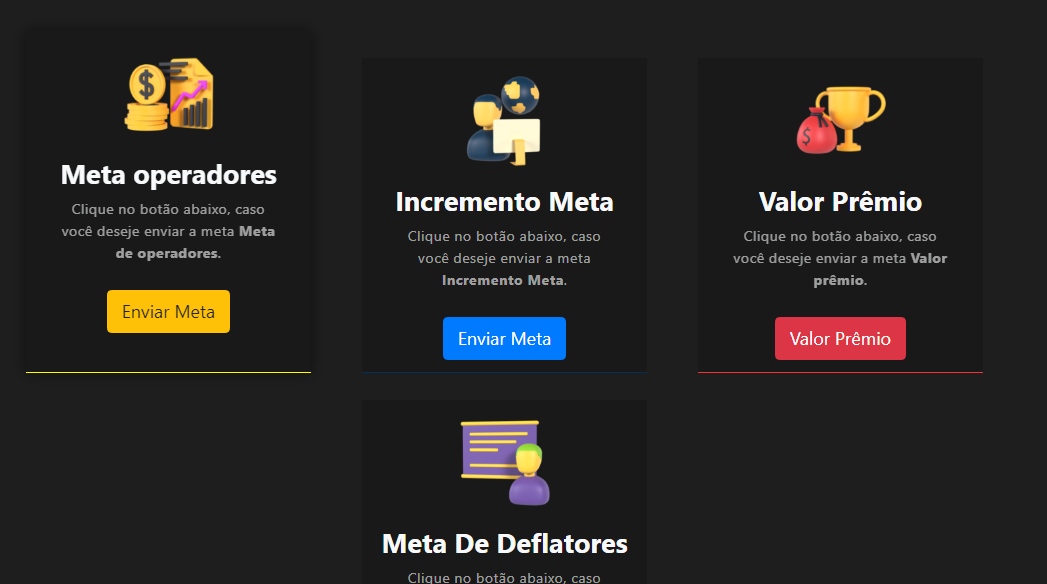 Meta operadores
Clique no botão abaixo, caso
você deseje enviar a meta Meta
de operadores.
Enviar Meta
Incremento Meta
Clique no botão abaixo, caso
você deseje enviar a meta
Incremento Meta.
Enviar Meta
Valor Prêmio
Clique no botão abaixo, caso
você deseje enviar a meta Valor
prêmio.
Valor Prêmio
Meta De Deflatores
Clique no botão abaixo, caso